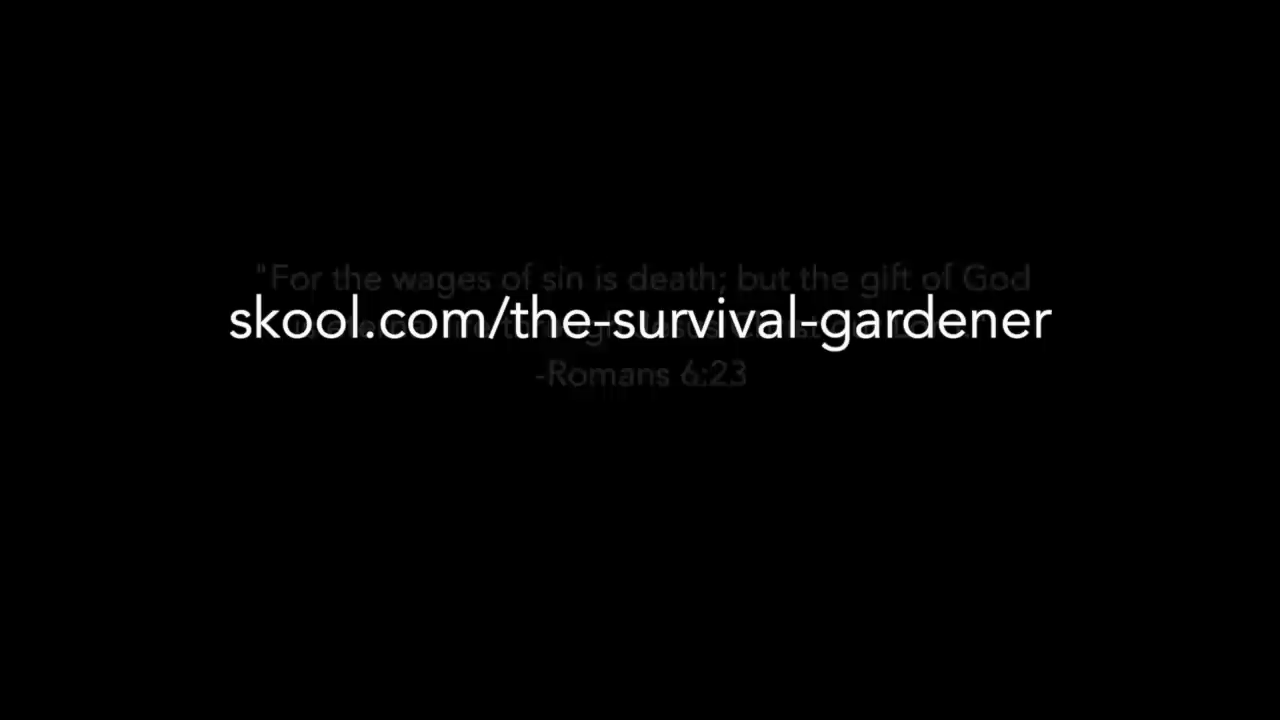 "For the wages of sin is death; but the gift of God
skool.com/the-survival-gardener
-Romans 6:23